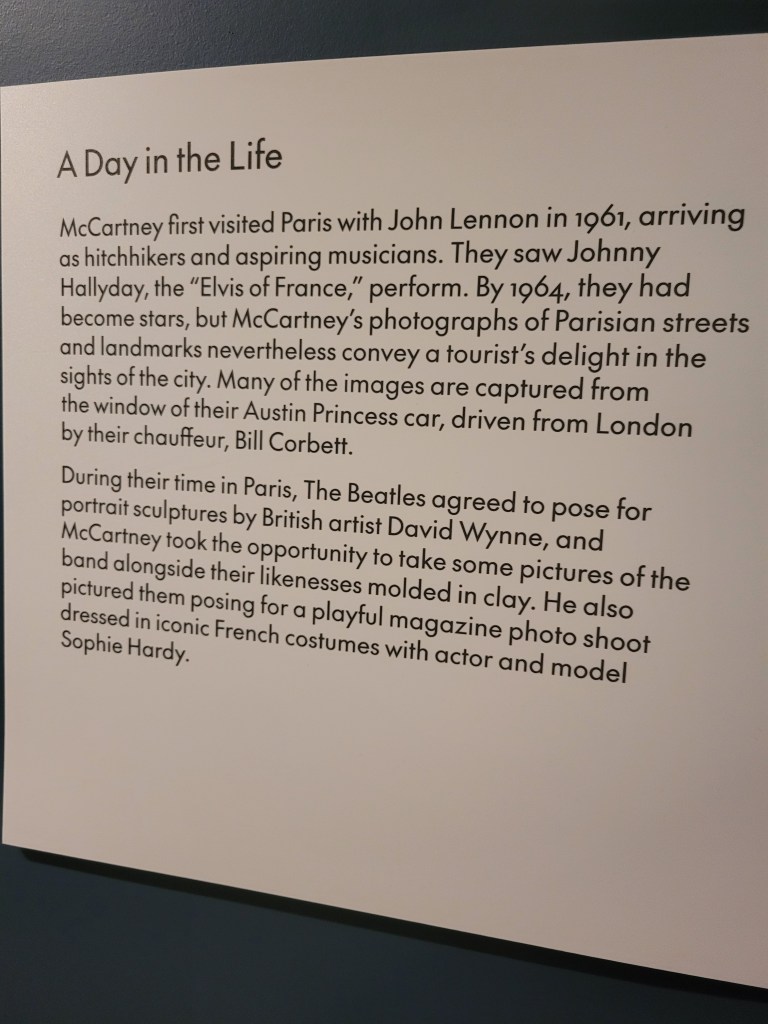 A Day in the Life
McCartney first visited Paris with John Lennon in 1961, arriving
as hitchhikers and aspiring musicians. They saw Johnny
Hallyday, the “Elvis of France,” perform. By 1964, they had
become stars, but McCartney’s photographs of Parisian streets
and landmarks nevertheless convey a tourist’s delight in the
sights of the city. Many of the images are captured from
the window of their Austin Princess car, driven from London
by their chauffeur, Bill Corbett.
During their time in Paris, The Beatles agreed to pose for
portrait sculptures by British artist David Wynne, and
McCartney took the opportunity to take some pictures of the
band alongside their likenesses molded in clay. He also
pictured them posing for a playful magazine photo shoot
dressed in iconic French costumes with actor and model
Sophie Hardy.